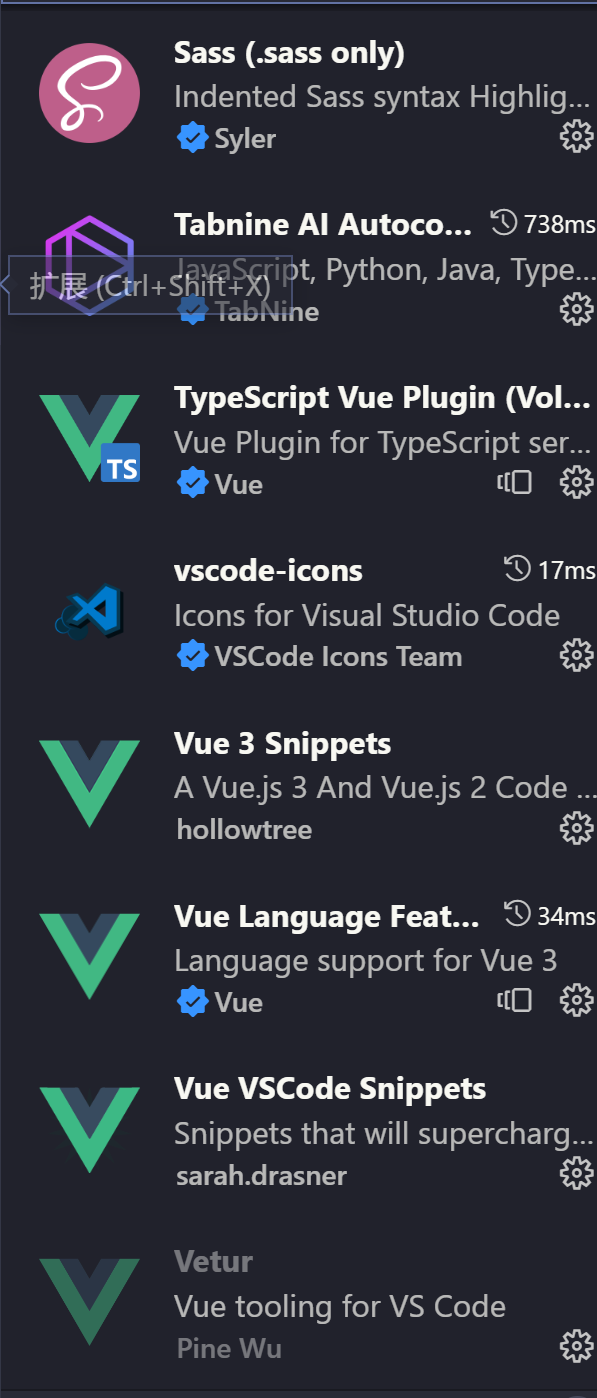 Sass (.sass only)
Indented Sass syntax Highlig...
Syler
Tabnine AI Autoco... 738ms
JavaScript, Python, Java, Type...
扩展 (Ctrl+Shift+X)
TabNine
TypeScript Vue Plugin (Vol...
TS
Vue Plugin for TypeScript ser...
Vue
vscode-icons 17ms
Icons for Visual Studio Code
VSCode Icons Team
Vue 3 Snippets
A Vue.js 3 And Vue.js 2 Code ...
hollowtree
Vue Language Feat... 34ms
Language support for Vue 3
Vue
Vue VSCode Snippets
Snippets that will supercharg...
sarah.drasner
Vetur
Vue tooling for VS Code
Pine Wu